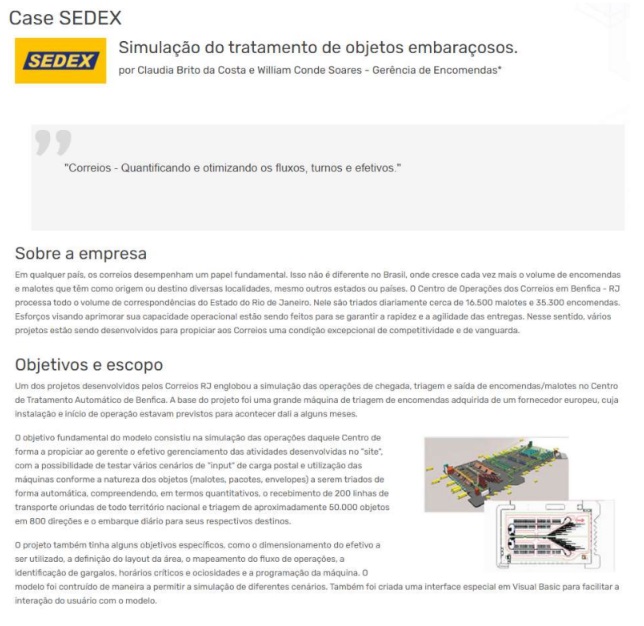 Case SEDEX
SEDEX
Simulação do tratamento de objetos embaraçosos.
por Claudia Brito da Costa e William Conde Soares - Gerência de Encomendas*
"Correios - Quantificando e otimizando os fluxos, turnos e efetivos."
Sobre a empresa
Em qualquer país, os correios desempenham um papel fundamental. Isso não é diferente no Brasil, onde cresce cada vez mais o volume de encomendas
e malotes que têm como origem ou destino diversas localidades, mesmo outros estados ou países. O Centro de Operações dos Correios em Benfica - RJ
processa todo o volume de correspondências do Estado do Rio de Janeiro. Nele são triados diariamente cerca de 16.500 malotes e 35.300 encomendas.
Esforços visando aprimorar sua capacidade operacional estão sendo feitos para se garantir a rapidez e a agilidade das entregas. Nesse sentido, vários
projetos estão sendo desenvolvidos para propiciar aos Correios uma condição excepcional de competitividade e de vanguarda.
Objetivos e escopo
Um dos projetos desenvolvidos pelos Correios RJ englobou a simulação das operações de chegada, triagem e saída de encomendas/malotes no Centro
de Tratamento Automático de Benfica. A base do projeto foi uma grande máquina de triagem de encomendas adquirida de um fornecedor europeu, cuja
instalação e início de operação estavam previstos para acontecer dali a alguns meses.
O objetivo fundamental do modelo consistiu na simulação das operações daquele Centro de
forma a propiciar ao gerente o efetivo gerenciamento das atividades desenvolvidas no "site",
com a possibilidade de testar vários cenários de "input" de carga postal e utilização das
máquinas conforme a natureza dos objetos (malotes, pacotes, envelopes) a serem triados de
forma automática, compreendendo, em termos quantitativos, o recebimento de 200 linhas de
transporte oriundas de todo território nacional e triagem de aproximadamente 50.000 objetos
em 800 direções e o embarque diário para seus respectivos destinos.
O projeto também tinha alguns objetivos específicos, como o dimensionamento do efetivo a
ser utilizado, a definição do layout da área, o mapeamento do fluxo de operações, a
identificação de gargalos, horários críticos e ociosidades e a programação da máquina. O
modelo foi contruído de maneira a permitir a simulação de diferentes cenários. Também foi criada uma interface especial em Visual Basic para facilitar a
interação do usuário com o modelo.